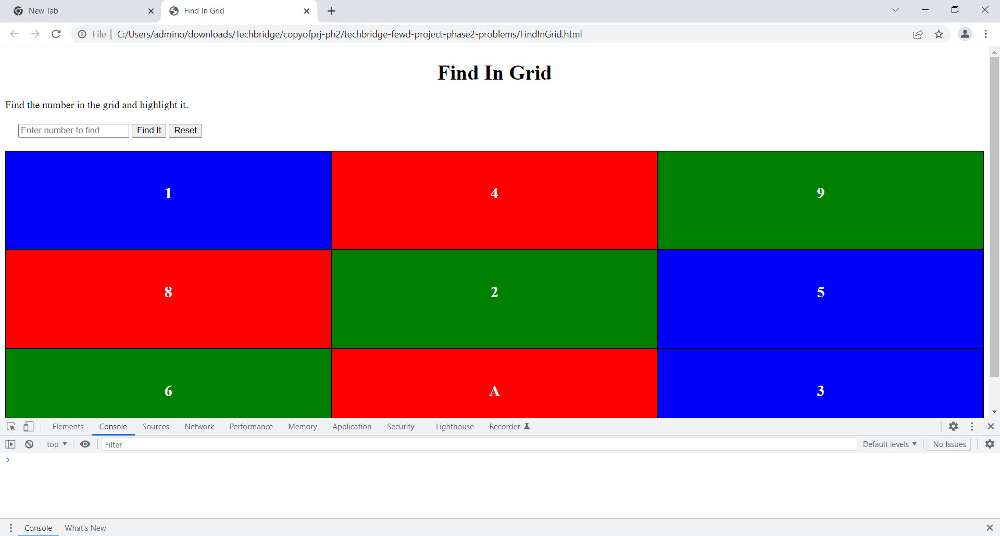 New Tab
Find In Grid
File | C:/Users/admino/downloads/Techbridge/copyofprj-ph2/techbridge-fewd-project-phase2-problems/FindInGrid.html
Find In Grid
Find the number in the grid and highlight it.
Enter number to find Find It Reset
1 4 9
8 2 5
6 A 3
Elements Console Sources Network Performance Memory Application Security Lighthouse Recorder
top Filter Default levels No Issues
Console What's New